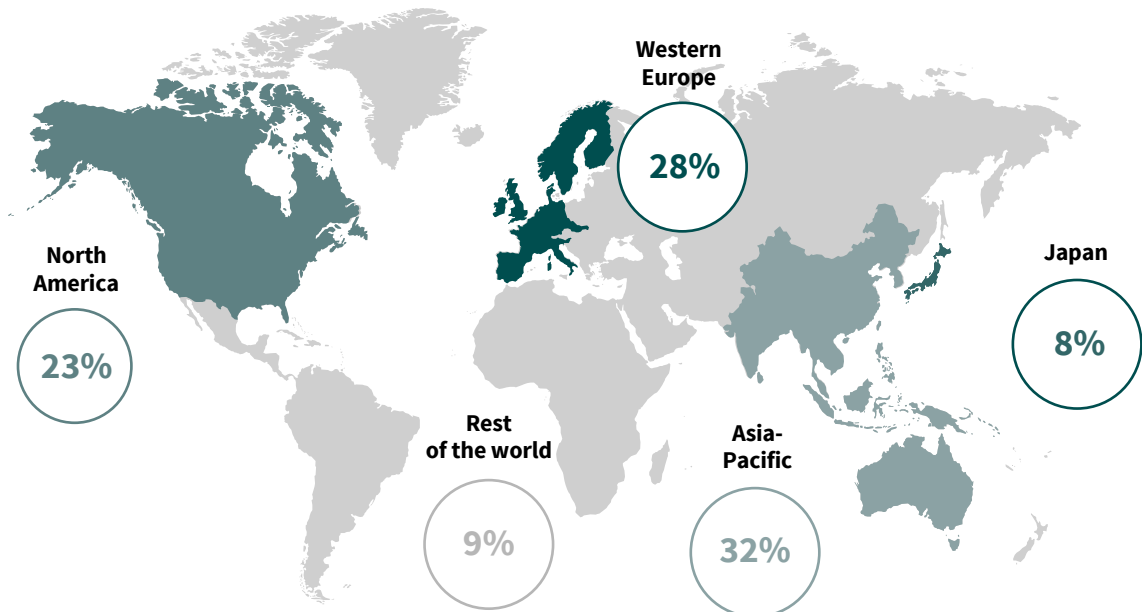 Western
Europe
28%
North
America
23%
Japan
8%
Rest
of the world
9%
Asia-
Pacific
32%